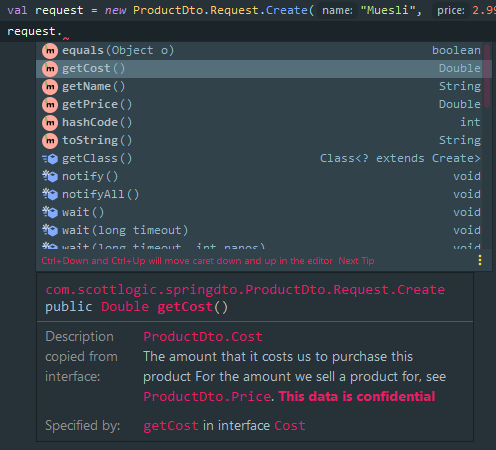 val request = new ProductDto.Request.Create( name: "Muesli", price: 2.99
request.
m equals(Object o) boolean
m getCost() Double
m getName() String
m getPrice() Double
m hashCode() int
m toString() String
getClass() Class<? extends Create>
notify() void
notifyAll() void
wait() void
wait(long timeout) void
wait(long timeout, int nanos) void
Ctrl+Down and Ctrl+Up will move caret down and up in the editor Next Tip
com.scottlogic.springdto.ProductDto.Request.Create
public Double getCost()
Description copied from interface:
ProductDto.Cost
The amount that it costs us to purchase this
product For the amount we sell a product for, see
ProductDto.Price. This data is confidential
Specified by: getCost in interface Cost